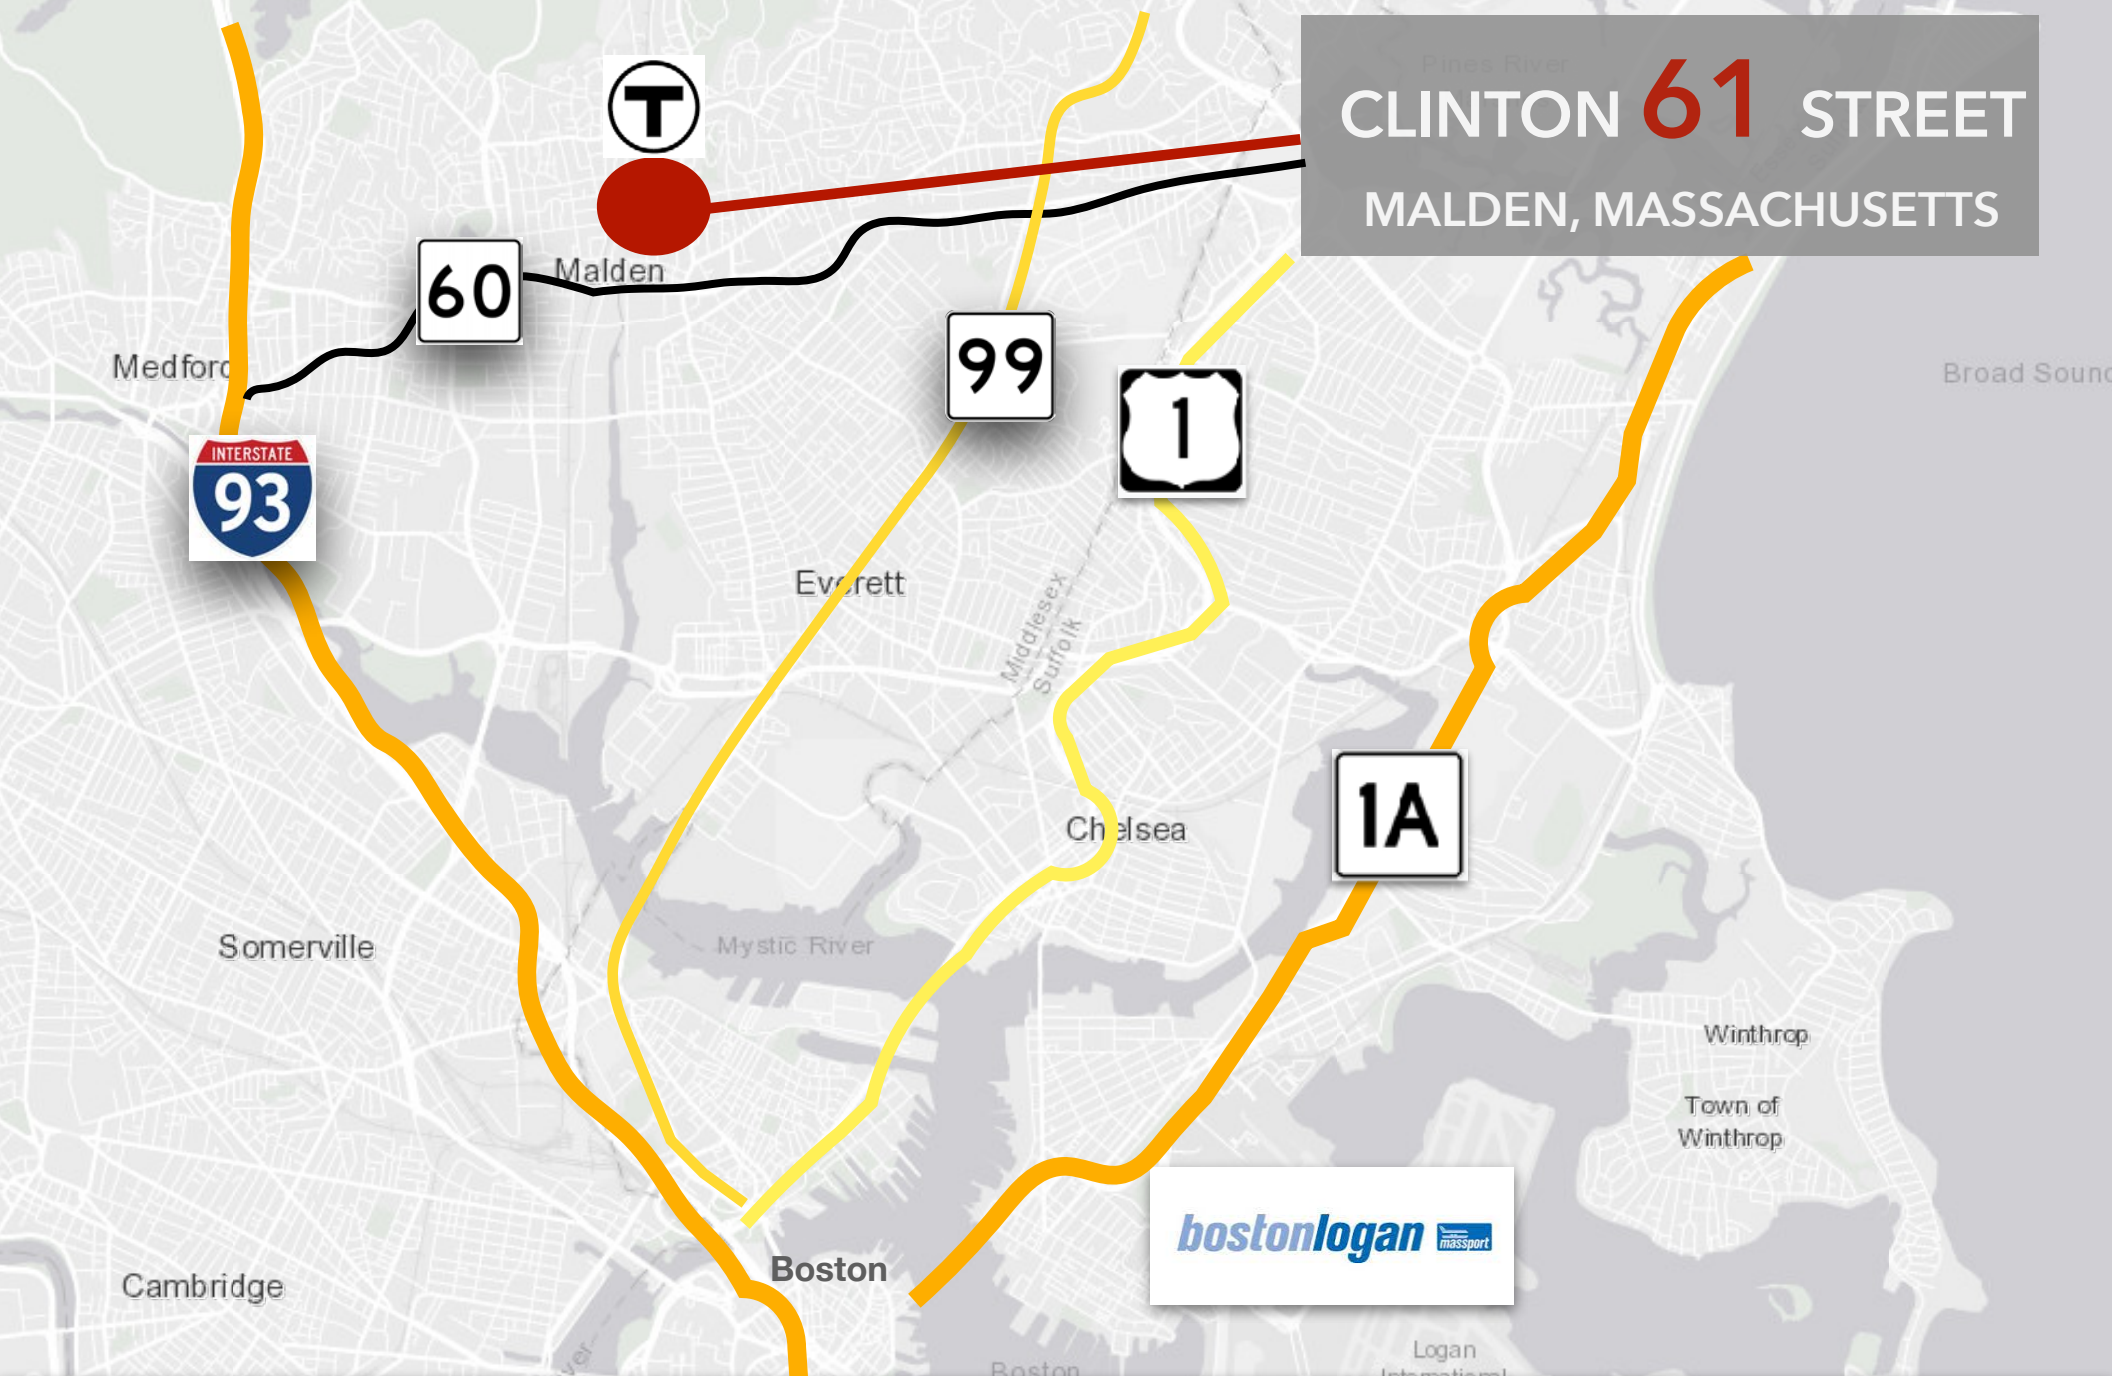 Pines River
CLINTON 61 STREET
MALDEN, MASSACHUSETTS
T
60
Malden
99
Medford
1
Broad Sound
INTERSTATE
93
Everett
Middlesex
Suffolk
1A
Chelsea
Somerville
Mystic River
Winthrop
Town of
Winthrop
bostonlogan massport
Boston
Cambridge
Logan
International
Boston